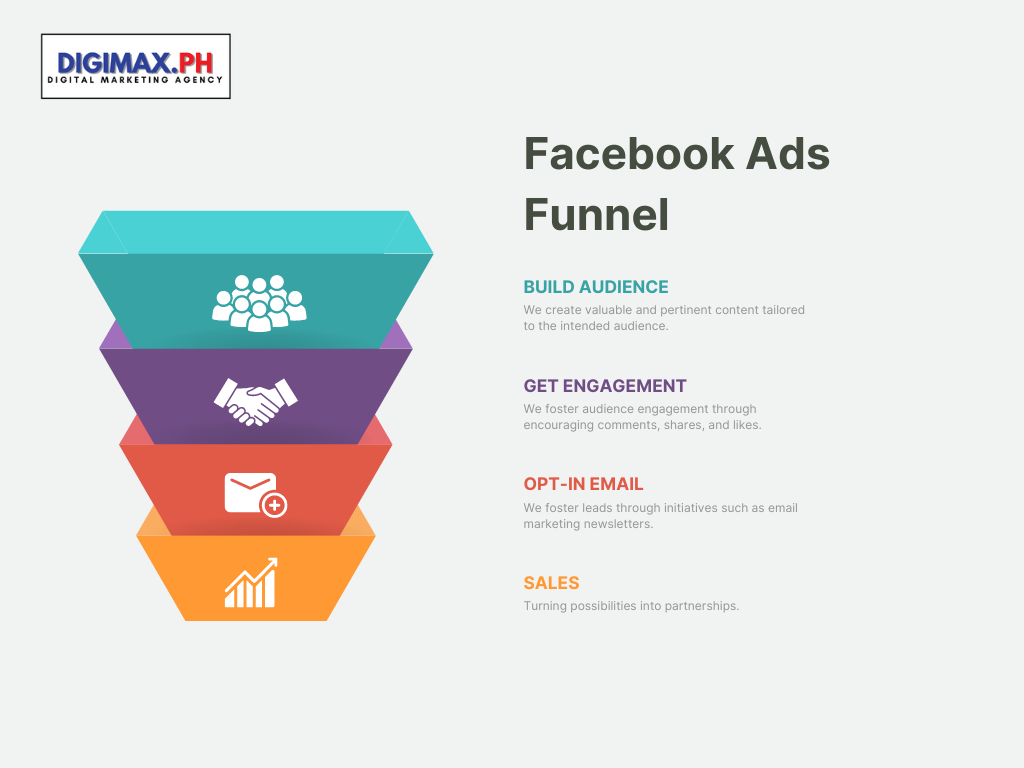 DIGIMAX.PH
DIGITAL MARKETING AGENCY
Facebook Ads
Funnel
BUILD AUDIENCE
We create valuable and pertinent content tailored
to the intended audience.
GET ENGAGEMENT
We foster audience engagement through
encouraging comments, shares, and likes.
OPT-IN EMAIL
We foster leads through initiatives such as email
marketing newsletters.
SALES
Turning possibilities into partnerships.